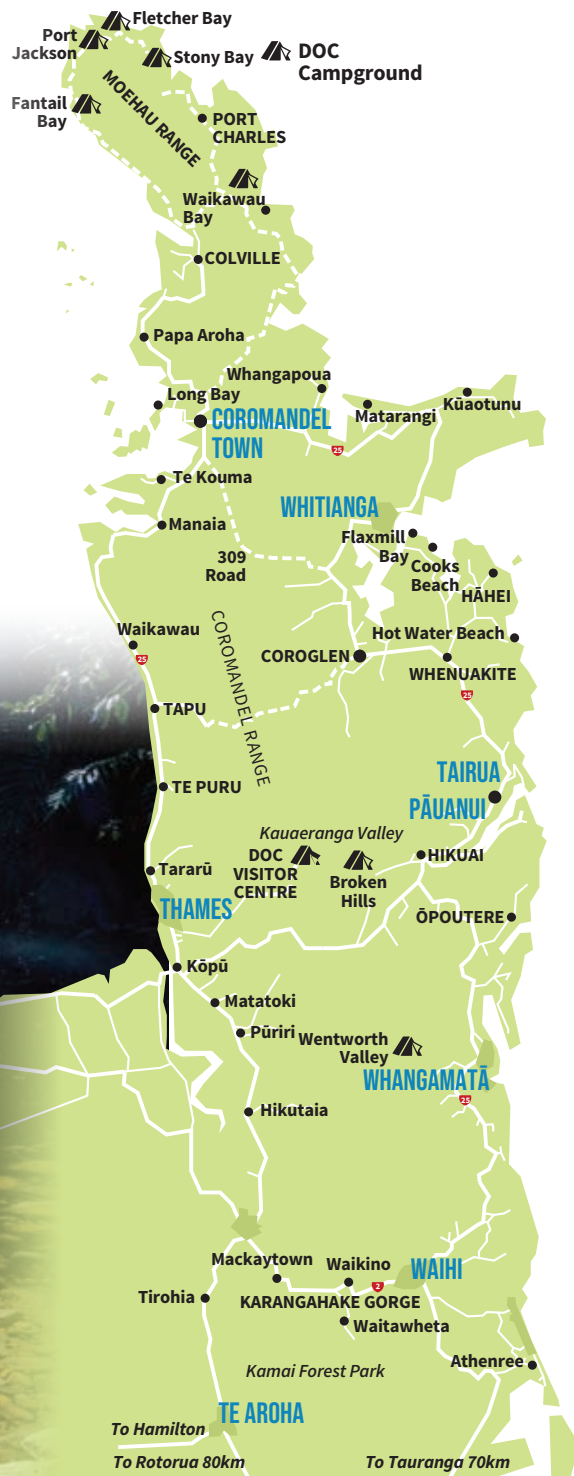 Fletcher Bay
Port
Jackson
Stony Bay
DOC
Campground
Fantail
Bay
MOEHAU RANGE
PORT
CHARLES
Waikawau
Bay
COLVILLE
Papa Aroha
Whangapoua
Long Bay
Matarangi
Kūaotunu
COROMANDEL
TOWN
25
Te Kouma
WHITIANGA
Manaia
Flaxmill
Bay
Cooks
Beach
309
Road
HĀHEI
Waikawau
Hot Water Beach
25
COROGLEN
WHENUAKITE
25
COROMANDEL RANGE
TAPU
TAIRUA
TE PURU
PĀUANUI
Kauaeranga Valley
DOC
VISITOR
CENTRE
Broken
Hills
HIKUAI
Tararū
THAMES
ŌPOUTERE
Kōpū
Matatoki
Pūriri
Wentworth
Valley
WHANGAMATĀ
25
Hikutaia
Mackaytown
Waikino
WAIHI
2
Tirohia
KARANGAHAKE GORGE
Waitawheta
Athenree
Kamai Forest Park
TE AROHA
To Hamilton
To Rotorua 80km
To Tauranga 70km